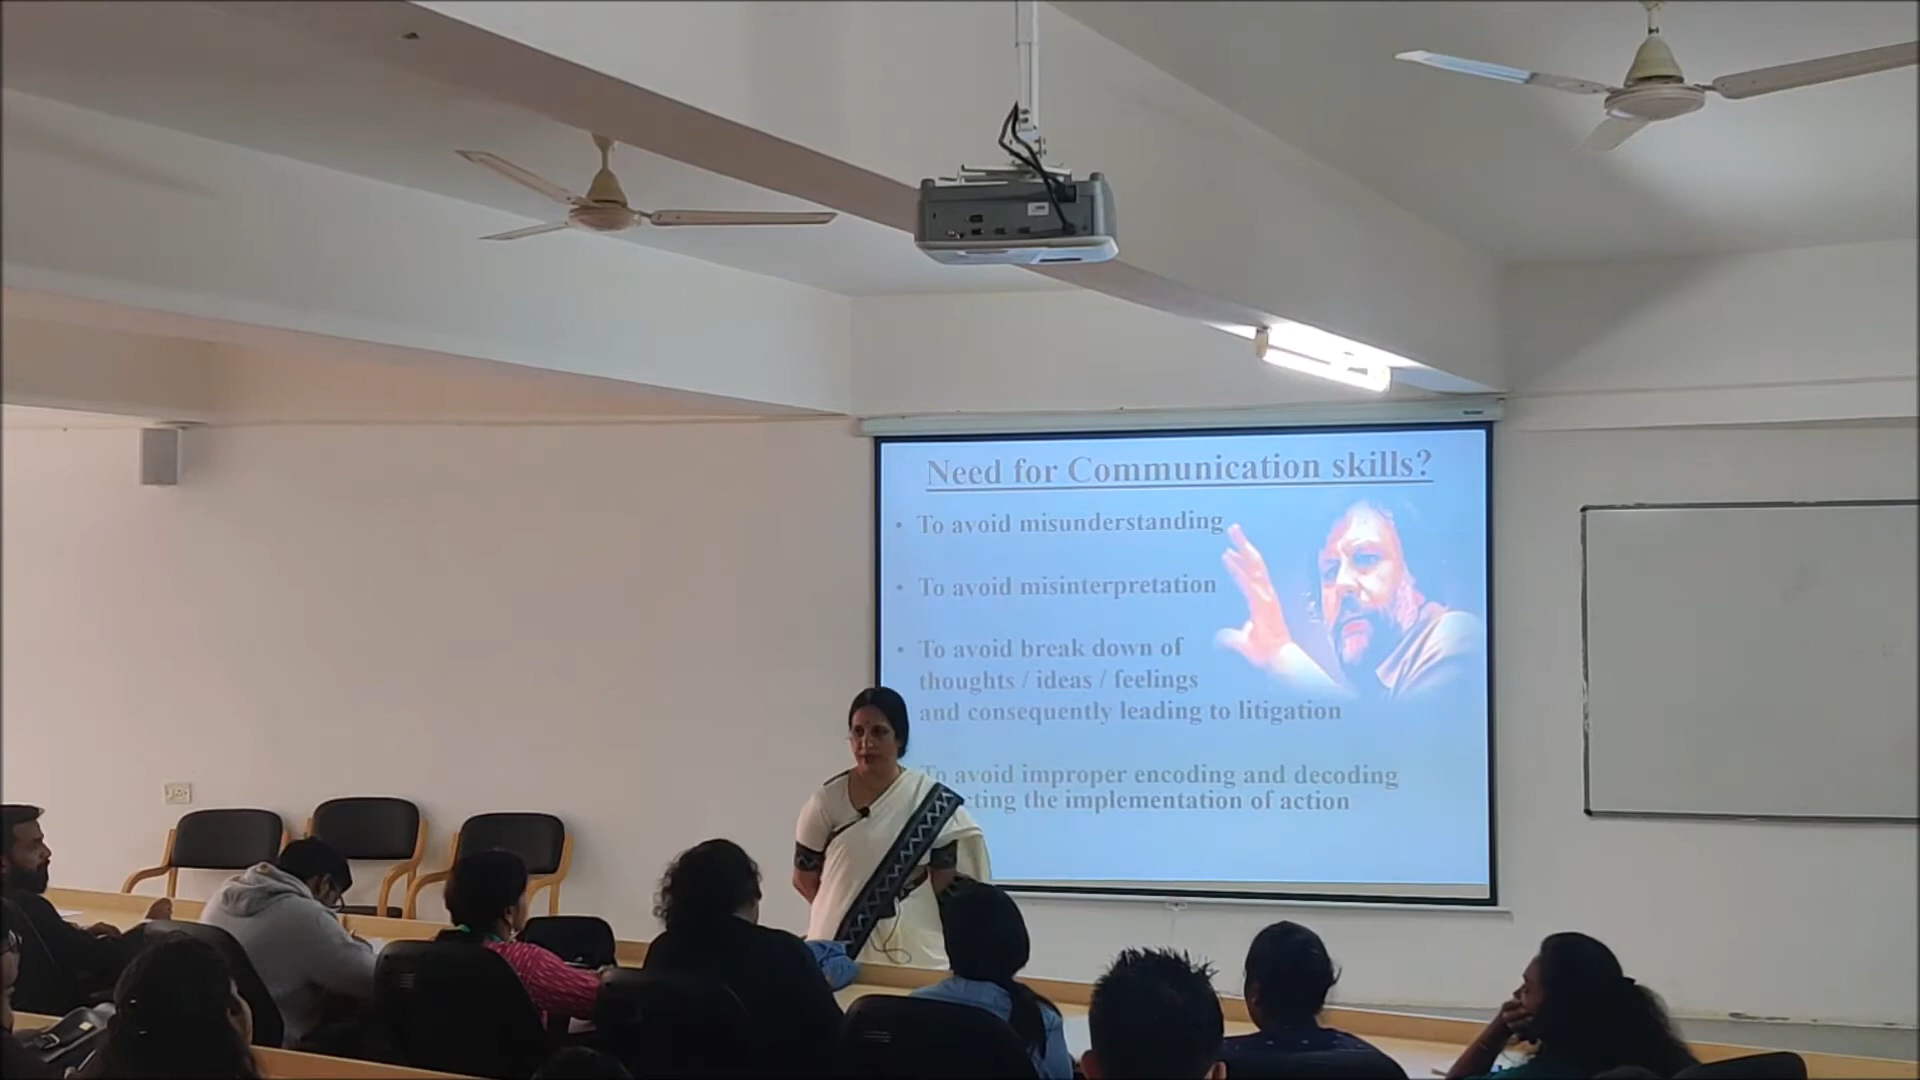 Need for Communication skills?
• To avoid misunderstanding
• To avoid misinterpretation
• To avoid break down of
thoughts / ideas / feelings
and consequently leading to litigation
To avoid improper encoding and decoding
the implementation of action